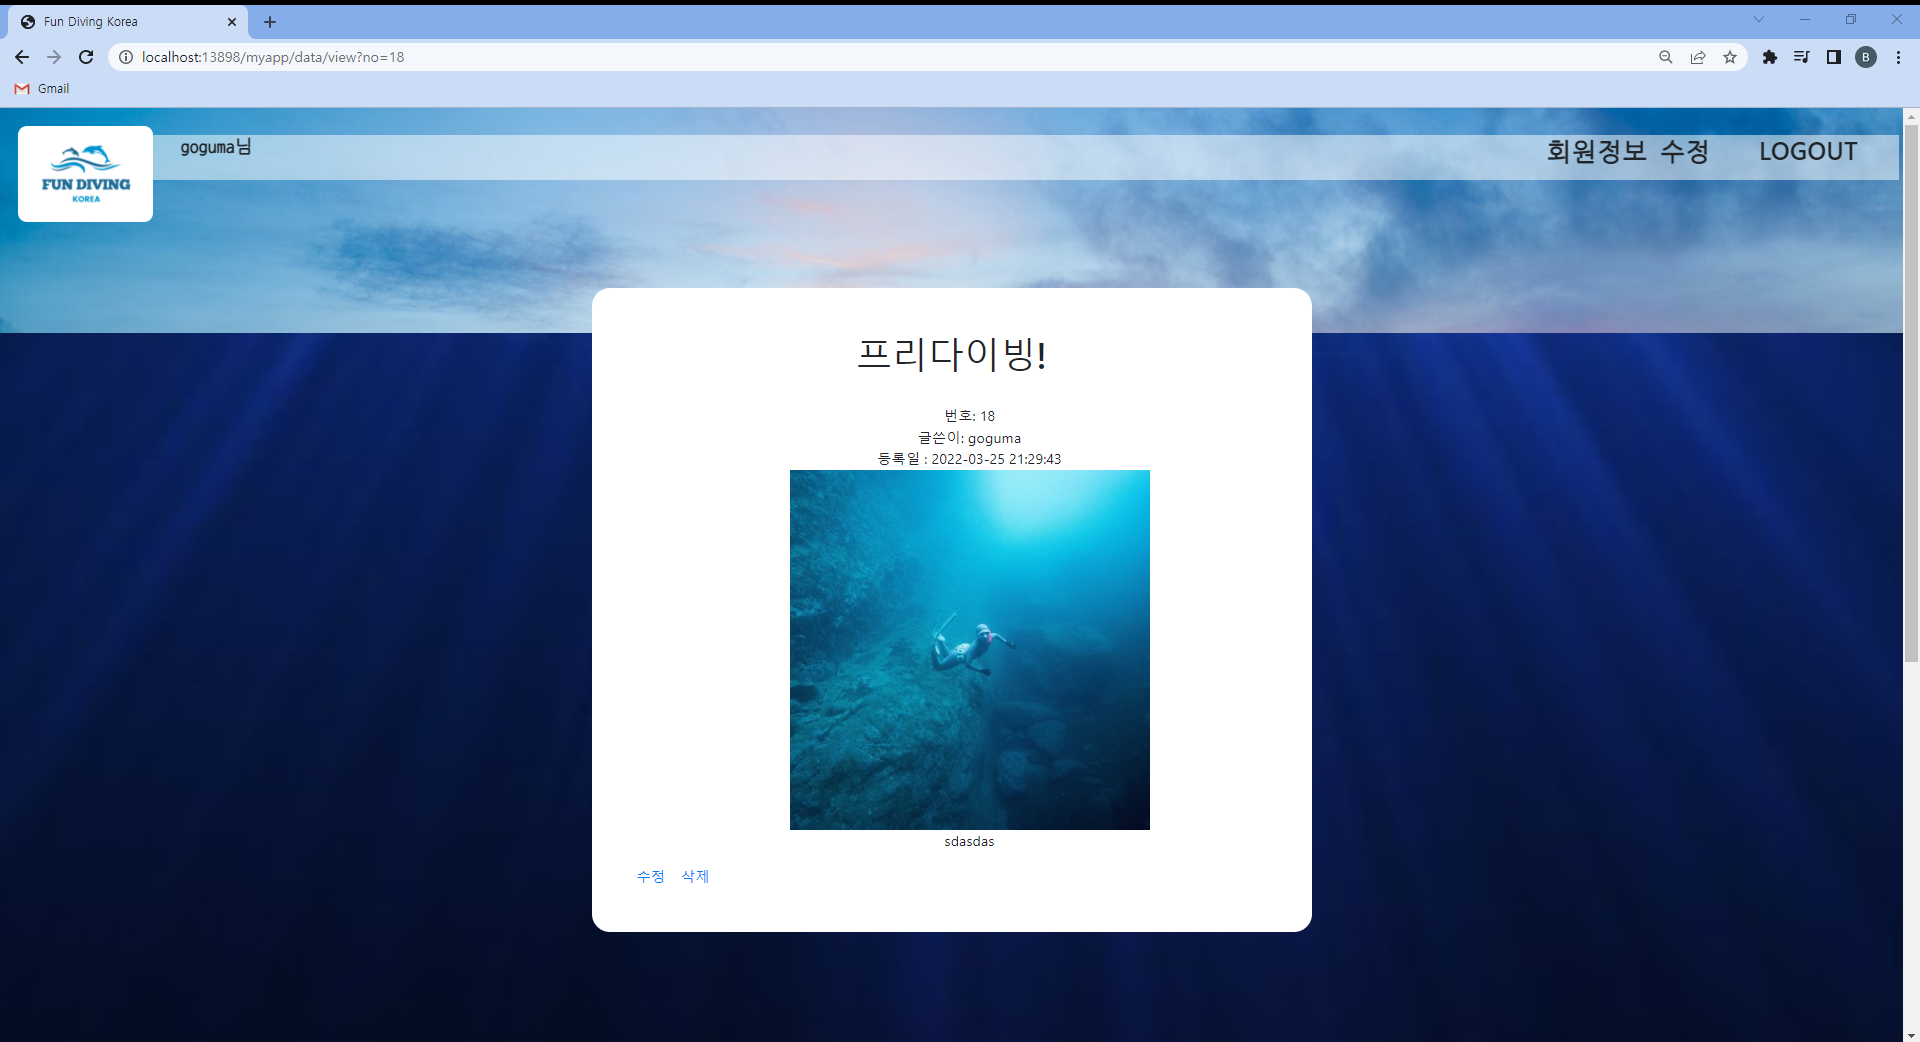 Fun Diving Korea
localhost:13898/myapp/data/view?no=18
B
Gmail
FUN DIVING
KOREA
goguma님
회원정보 수정 LOGOUT
프리다이빙!
번호: 18
글쓴이: goguma
등록일 : 2022-03-25 21:29:43
sdasdas
수정 삭제